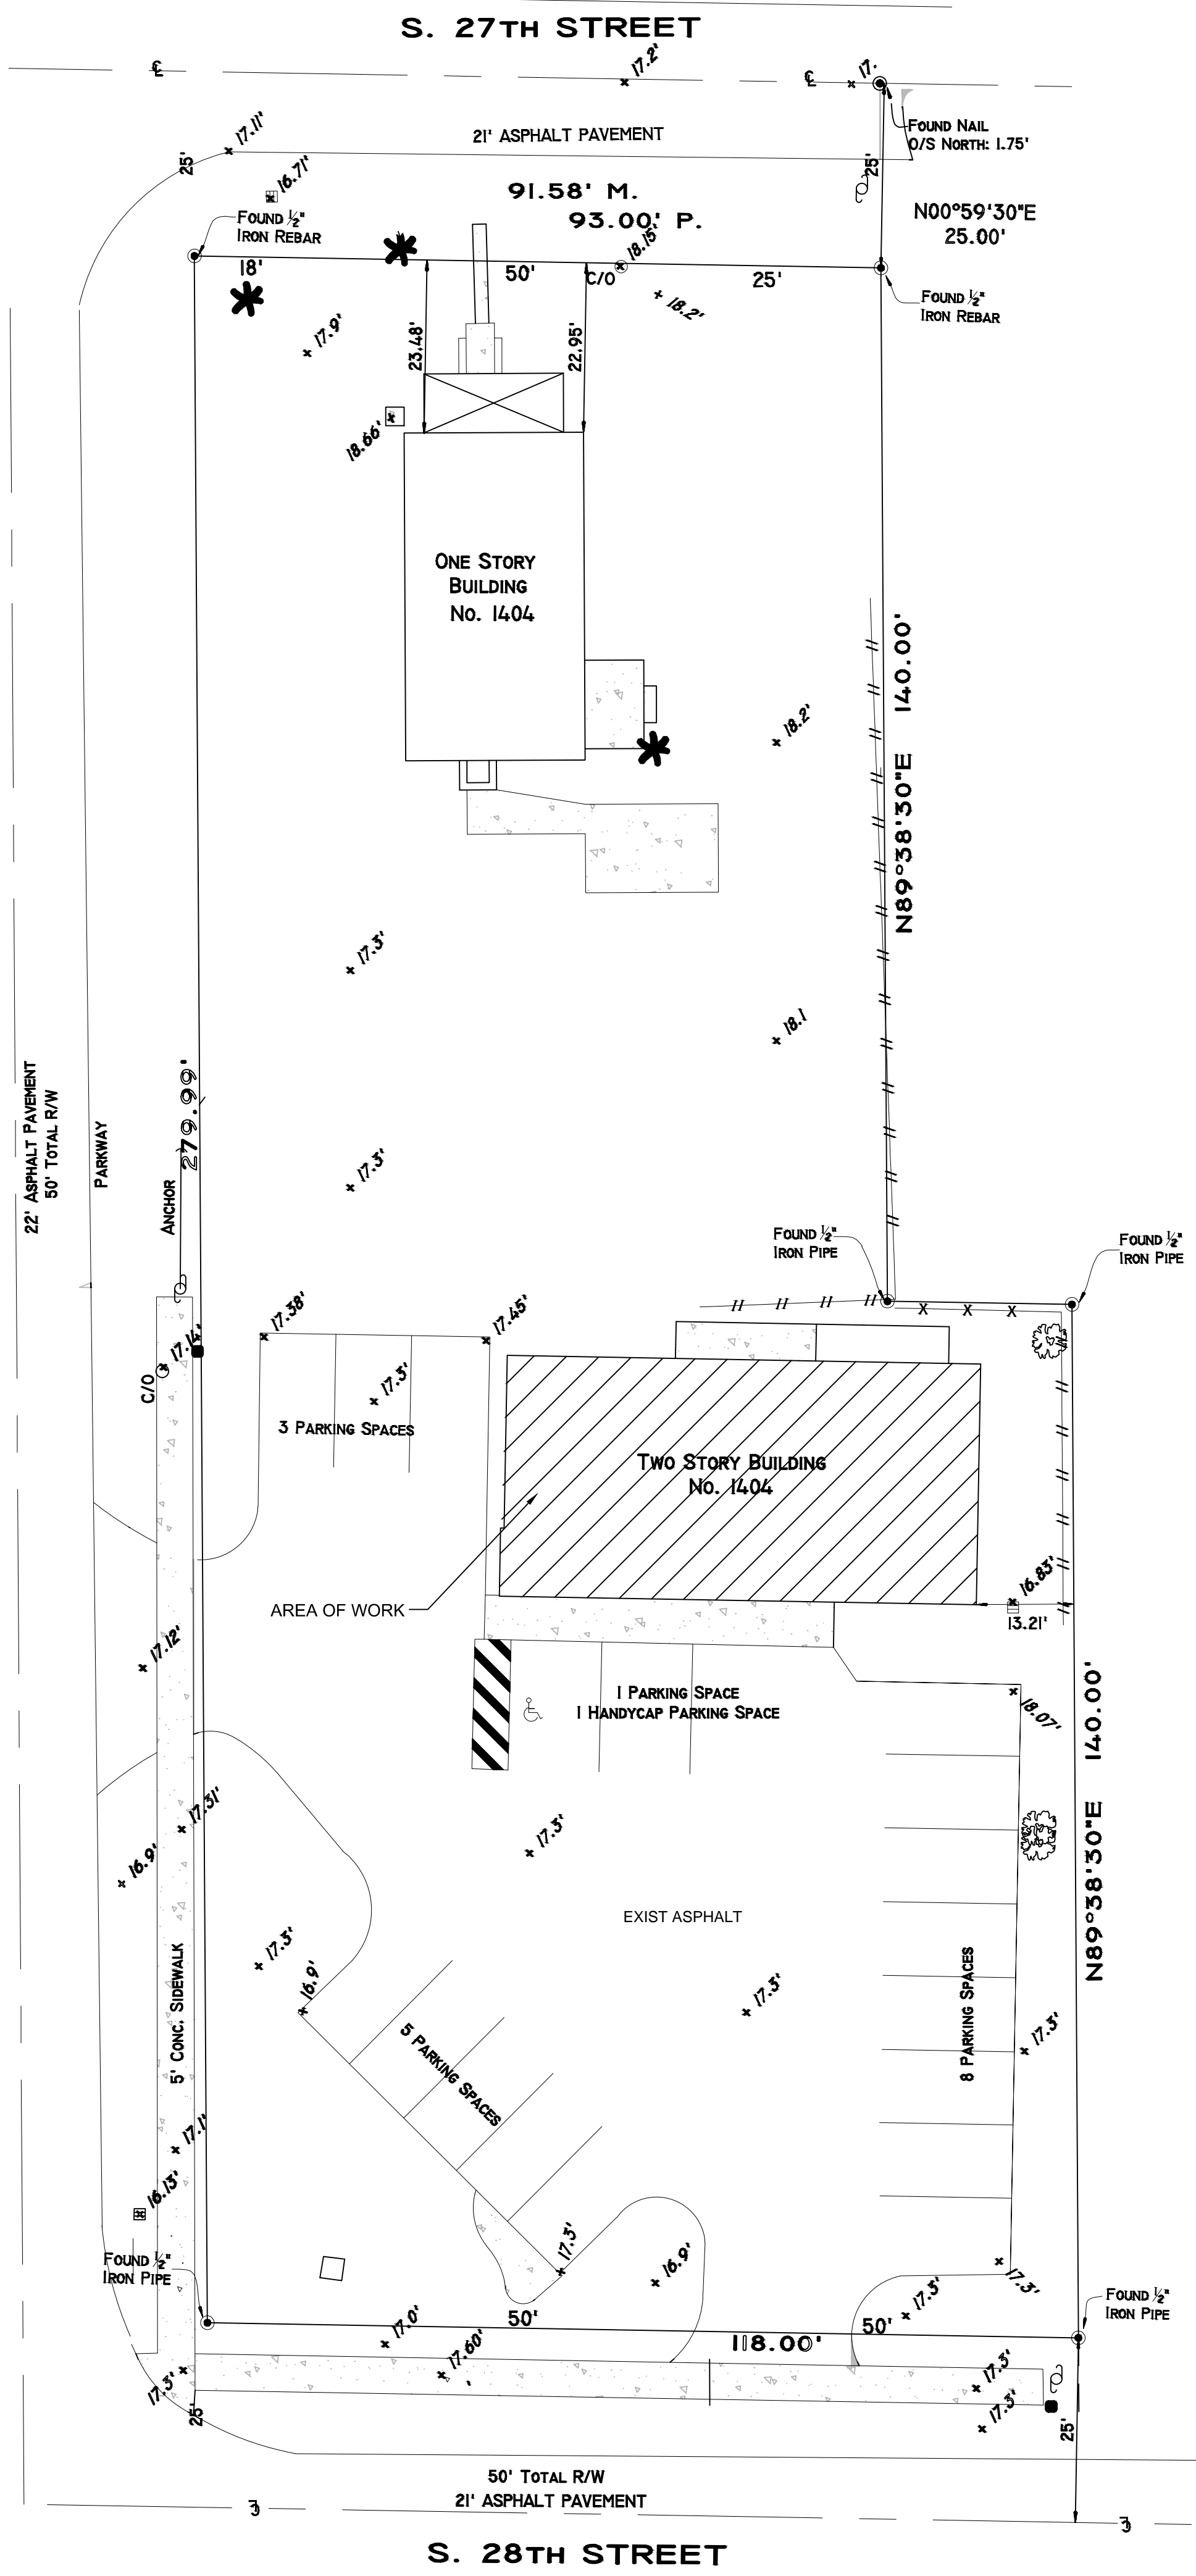 S. 27TH STREET
17.2'
17.
FOUND NAIL
O/S NORTH: 1.75'
17.11'
21' ASPHALT PAVEMENT
25'
25'
16.71'
91.58' M.
93.00' P.
N00°59'30"E
25.00'
FOUND ½"
IRON REBAR
18'
50'
C/O
18.15'
25'
18.2'
FOUND ½"
IRON REBAR
17.9'
23.48'
22.95'
18.66'
ONE STORY
BUILDING
No. 1404
N89°38'30"E 140.00'
18.2'
17.3'
18.1
22' ASPHALT PAVEMENT
50' TOTAL R/W
PARKWAY
279.99'
ANCHOR
17.3'
FOUND ½"
IRON PIPE
FOUND ½"
IRON PIPE
X X X
17.38'
17.45'
17.14'
C/O
17.3'
3 PARKING SPACES
TWO STORY BUILDING
No. 1404
AREA OF WORK
16.83'
13.21'
17.12'
1 PARKING SPACE
1 HANDYCAP PARKING SPACE
18.07'
N89°38'30"E 140.00'
17.31'
16.9'
17.3'
EXIST ASPHALT
17.3'
16.9'
17.3'
17.3'
5' CONC. SIDEWALK
5 PARKING SPACES
8 PARKING SPACES
17.1'
16.13'
FOUND ½"
IRON PIPE
17.3'
16.9'
17.3'
17.3'
FOUND ½"
IRON PIPE
50'
50'
118.00'
17.0'
17.60'
17.3'
17.3'
17.3'
25'
25'
50' TOTAL R/W
21' ASPHALT PAVEMENT
S. 28TH STREET